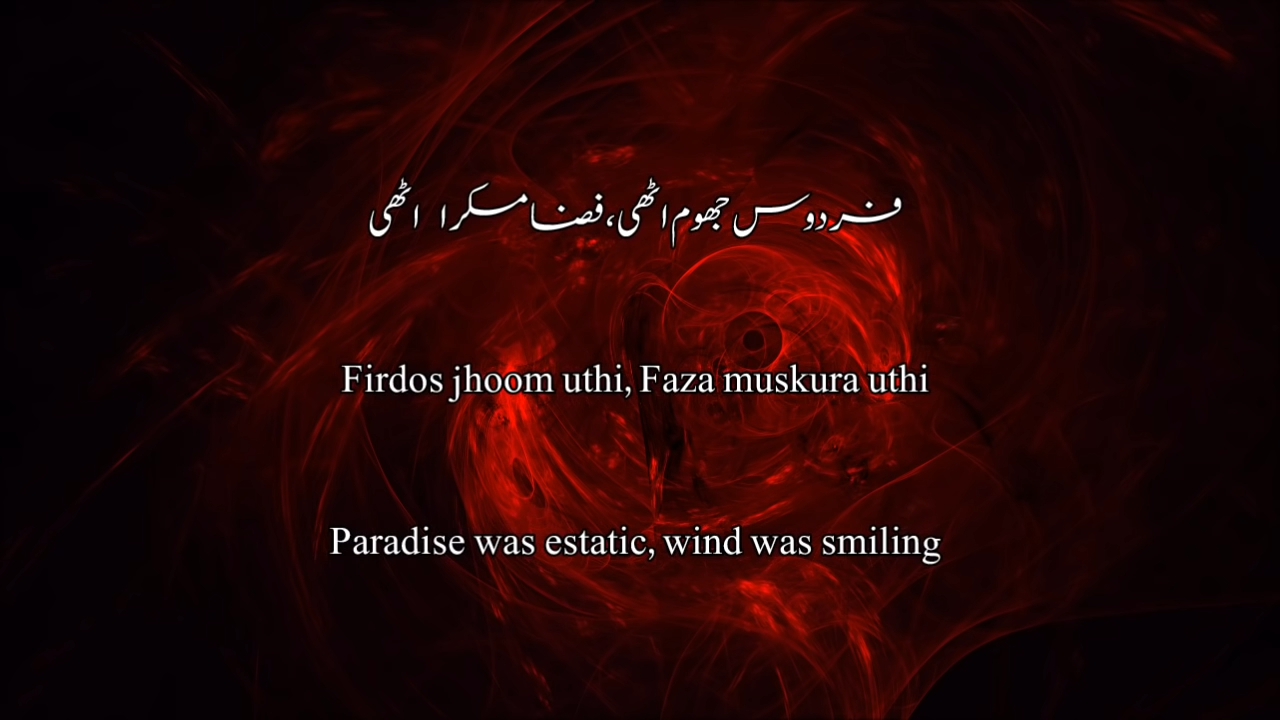 فردوس جھوم اٹھی، فضا مسکرا اٹھی
Firdos jhoom uthi, Faza muskura uthi
Paradise was estatic, wind was smiling